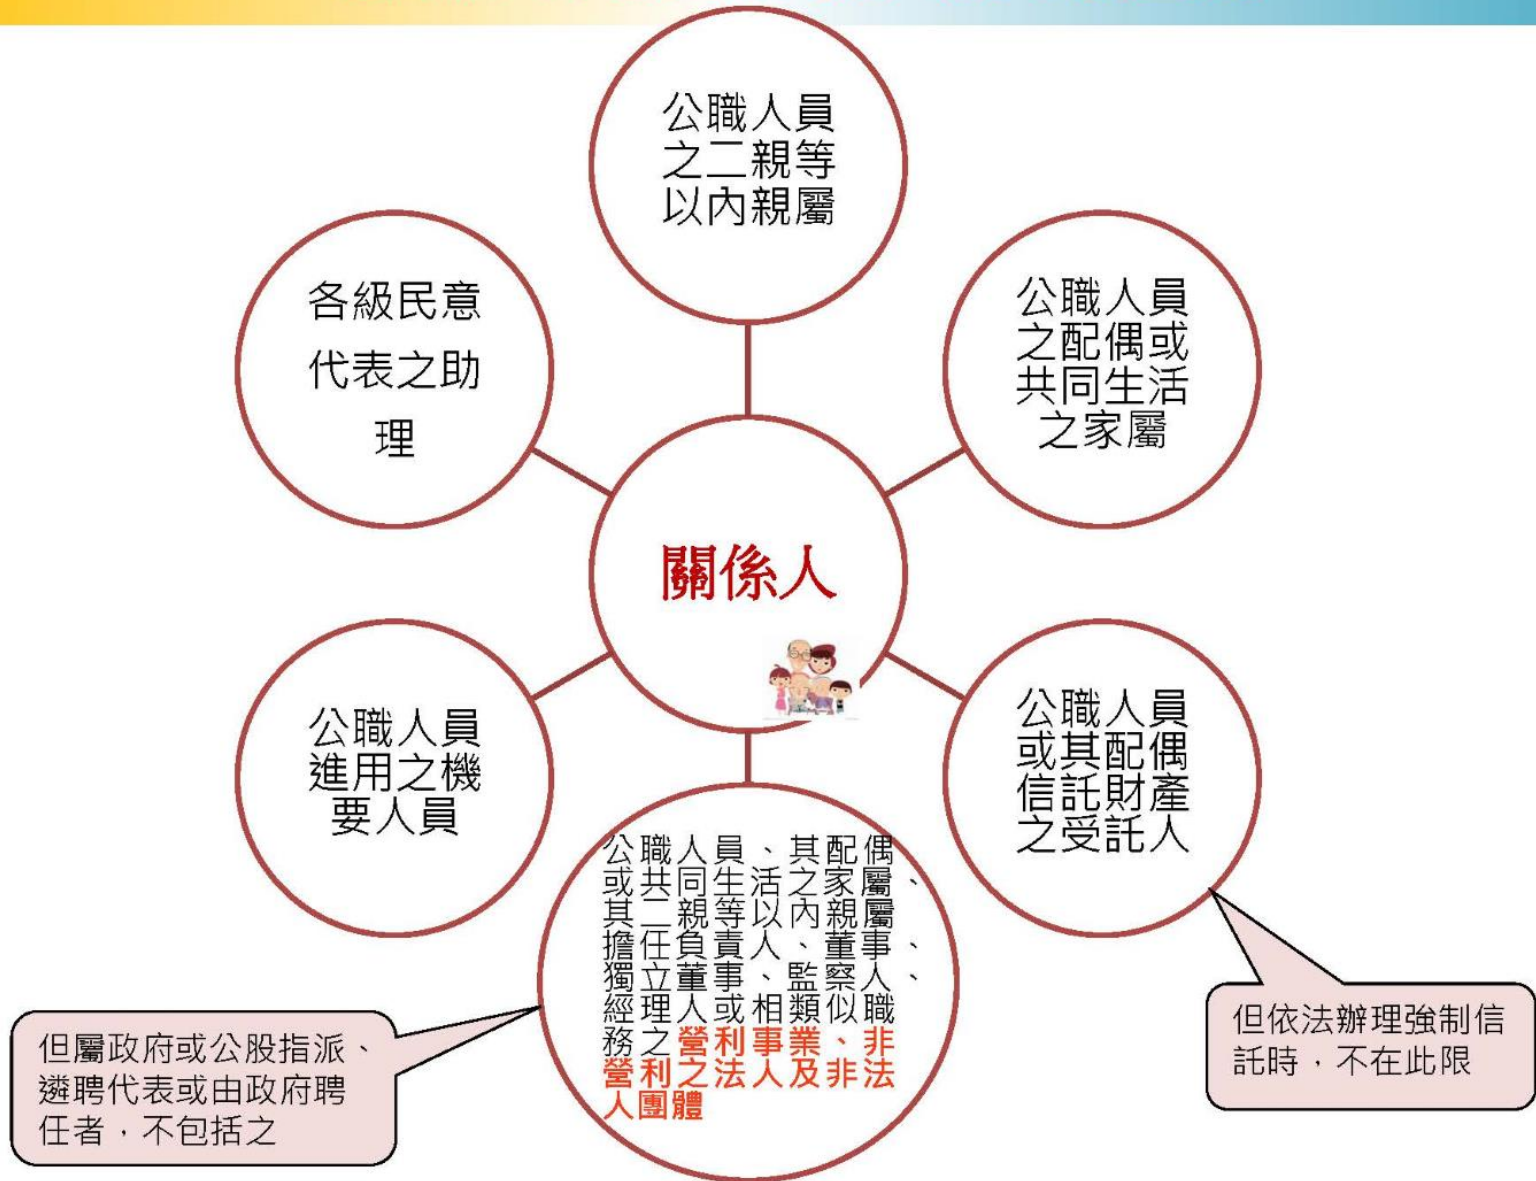 公職人員
之二親等
以內親屬
各級民意
代表之助
理
公職人員
之配偶或
共同生活
之家屬
關係人
公職人員
進用之機
要人員
公職人員
或其配偶
信託財產
之受託人
公職人員、其配偶
或共同生活之家屬、
其二親等以內親屬
擔任負責人、董事、
獨立董事、監察人、
經理人或相類似職
務之營利事業、非
營利之法人及非法
人團體
但屬政府或公股指派、
遴聘代表或由政府聘
任者，不包括之
但依法辦理強制信
託時，不在此限